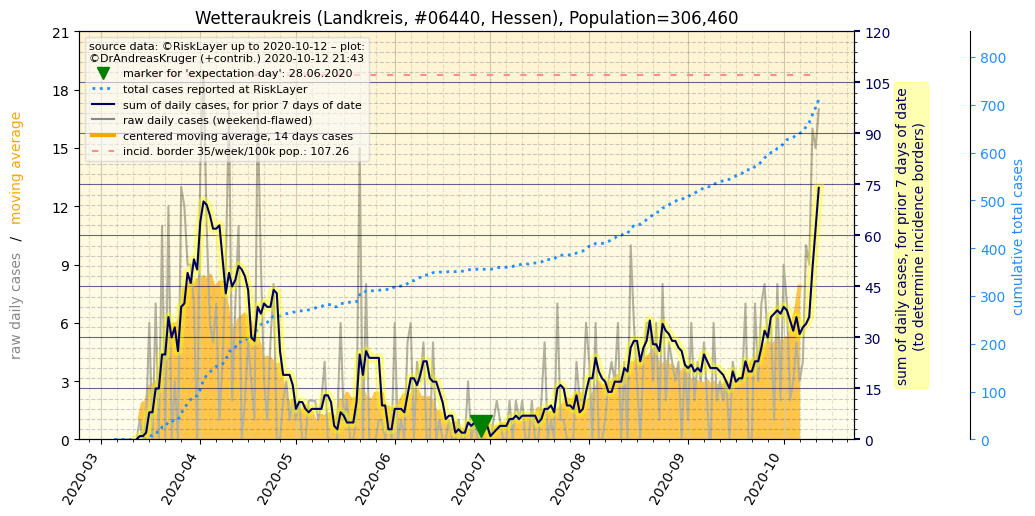 Wetteraukreis (Landkreis, #06440, Hessen), Population=306,460
source data: ©RiskLayer up to 2020-10-12 – plot:
©DrAndreasKruger (+contrib.) 2020-10-12 21:43
marker for 'expectation day': 28.06.2020
total cases reported at RiskLayer
sum of daily cases, for prior 7 days of date
raw daily cases (weekend-flawed)
centered moving average, 14 days cases
incid. border 35/week/100k pop.: 107.26
raw daily cases / moving average
21
18
15
12
9
6
3
0
2020-03
2020-04
2020-05
2020-06
2020-07
2020-08
2020-09
2020-10
120
105
90
75
60
45
30
15
0
sum of daily cases, for prior 7 days of date
(to determine incidence borders)
800
700
600
500
400
300
200
100
0
cumulative total cases